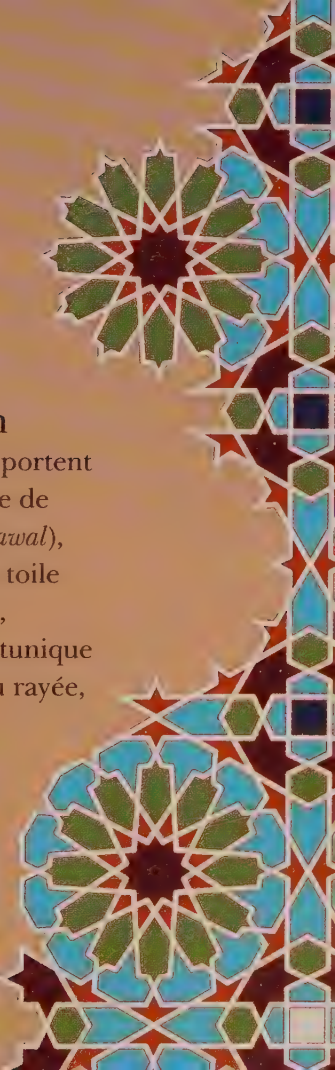 portent
e de
awal),
toile
,
tunique
rayée,